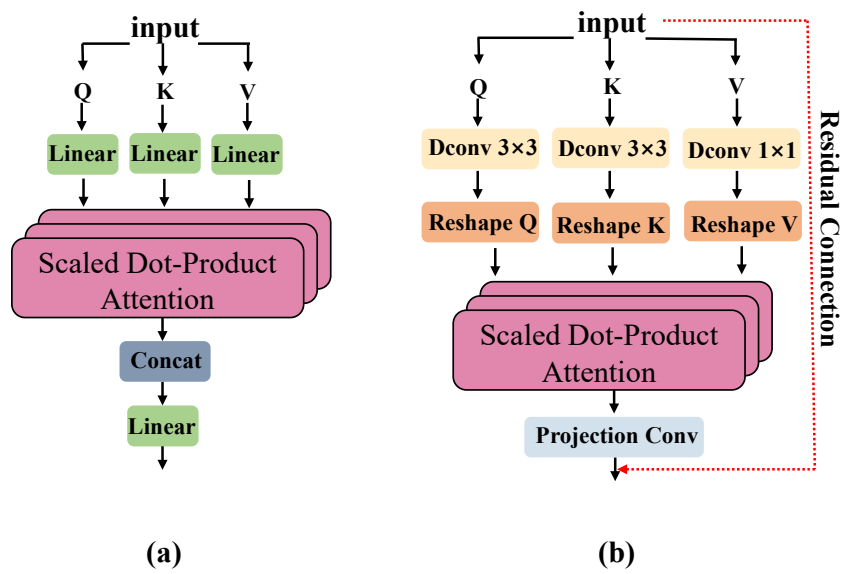 input
Q K V
Linear Linear Linear
Scaled Dot-Product
Attention
Concat
Linear
(a)
input
Q K V
Dconv 3×3 Dconv 3×3 Dconv 1×1
Reshape Q Reshape K Reshape V
Scaled Dot-Product
Attention
Projection Conv
Residual Connection
(b)